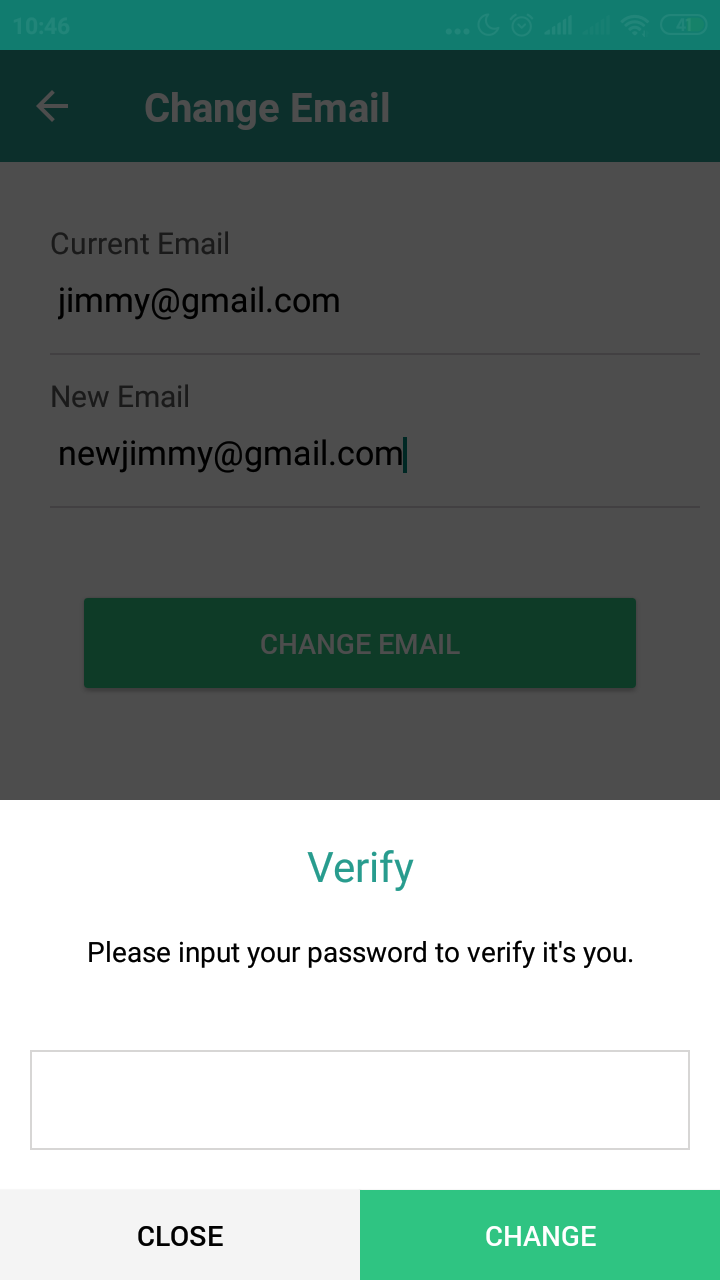 10:46
41
Change Email
Current Email
jimmy@gmail.com
New Email
newjimmy@gmail.com
CHANGE EMAIL
Verify
Please input your password to verify it's you.
CLOSE
CHANGE